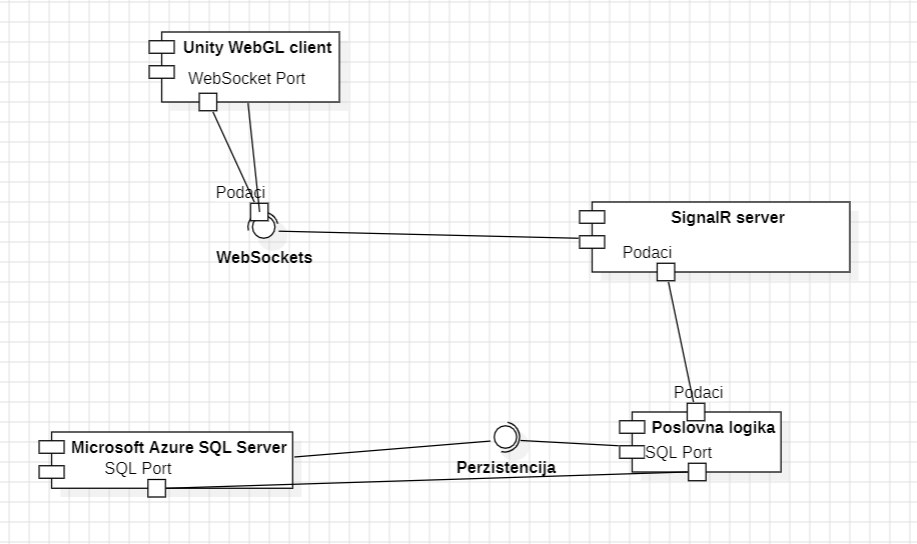 Unity WebGL client
WebSocket Port
Podaci
WebSockets
SignalR server
Podaci
Podaci
Poslovna logika
SQL Port
Microsoft Azure SQL Server
SQL Port
Perzistencija